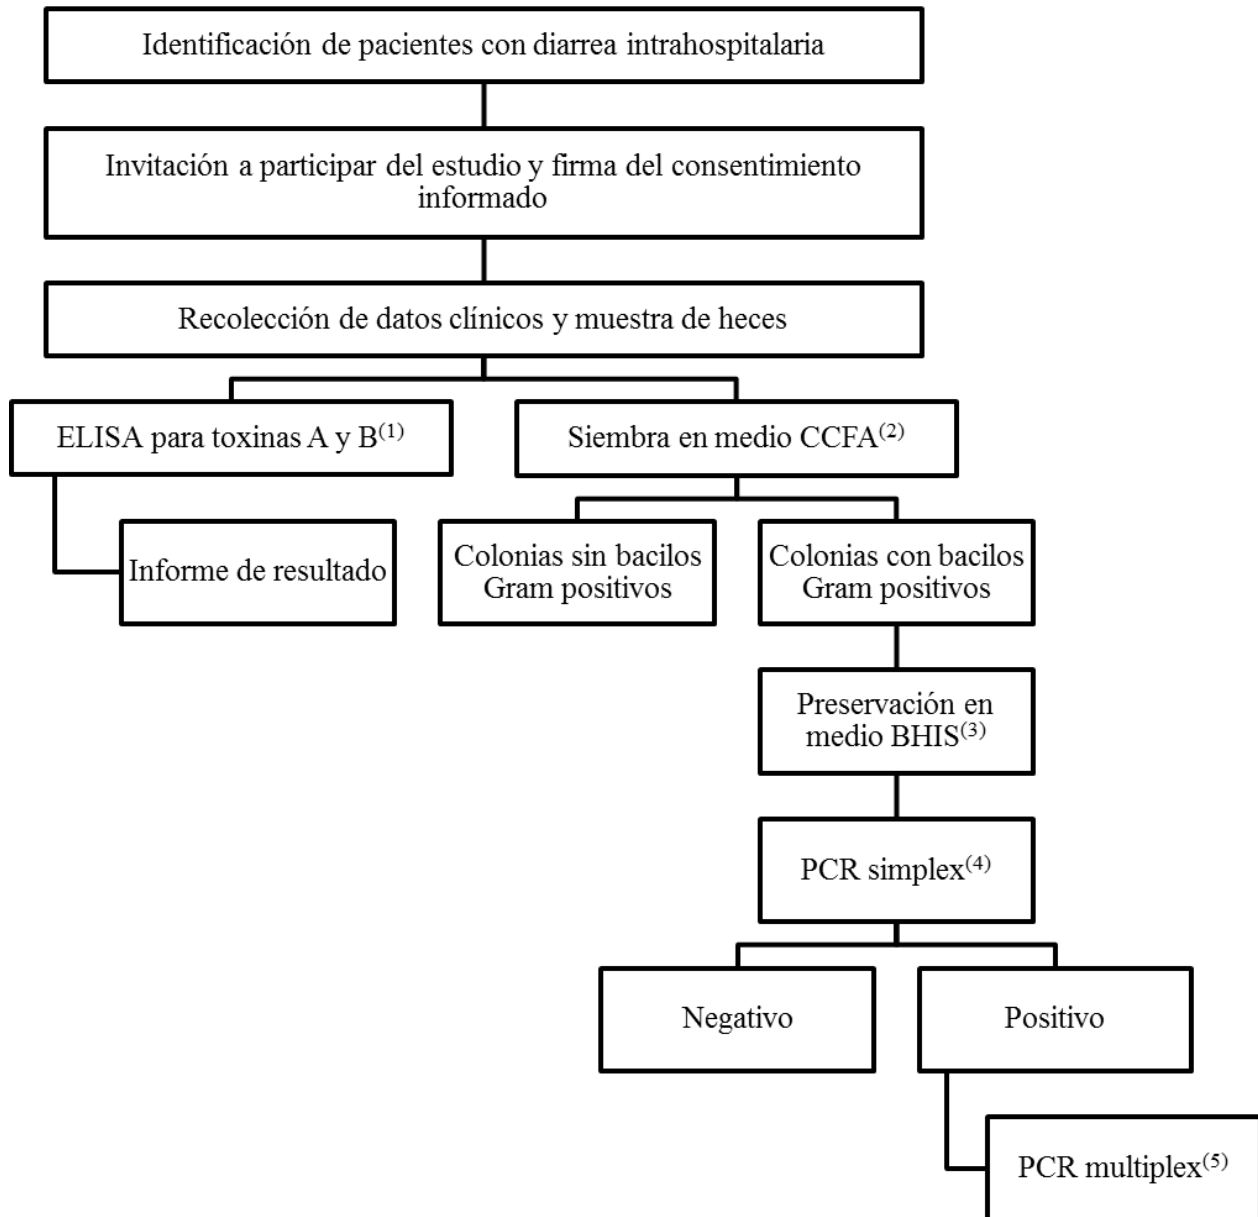 Identificación de pacientes con diarrea intrahospitalaria
Invitación a participar del estudio y firma del consentimiento
informado
Recolección de datos clínicos y muestra de heces
ELISA para toxinas A y B(1)
Siembra en medio CCFA(2)
Informe de resultado
Colonias sin bacilos
Gram positivos
Colonias con bacilos
Gram positivos
Preservación en
medio BHIS(3)
PCR simplex(4)
Negativo
Positivo
PCR multiplex(5)